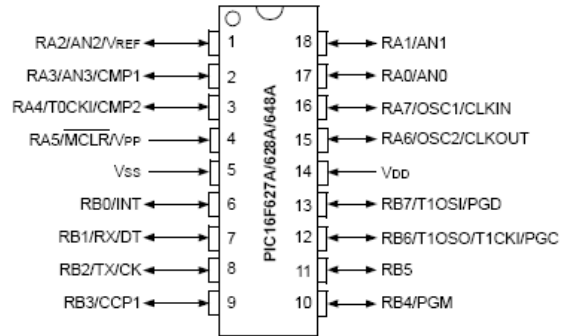 RA2/AN2/VREF 1 18 RA1/AN1
RA3/AN3/CMP1 2 17 RA0/AN0
RA4/T0CKI/CMP2 3 16 RA7/OSC1/CLKIN
RA5/MCLR/VPP 4 15 RA6/OSC2/CLKOUT
VSS 5 14 VDD
RB0/INT 6 13 RB7/T1OSI/PGD
RB1/RX/DT 7 12 RB6/T1OSO/T1CKI/PGC
RB2/TX/CK 8 11 RB5
RB3/CCP1 9 10 RB4/PGM
PIC16F627A/628A/648A